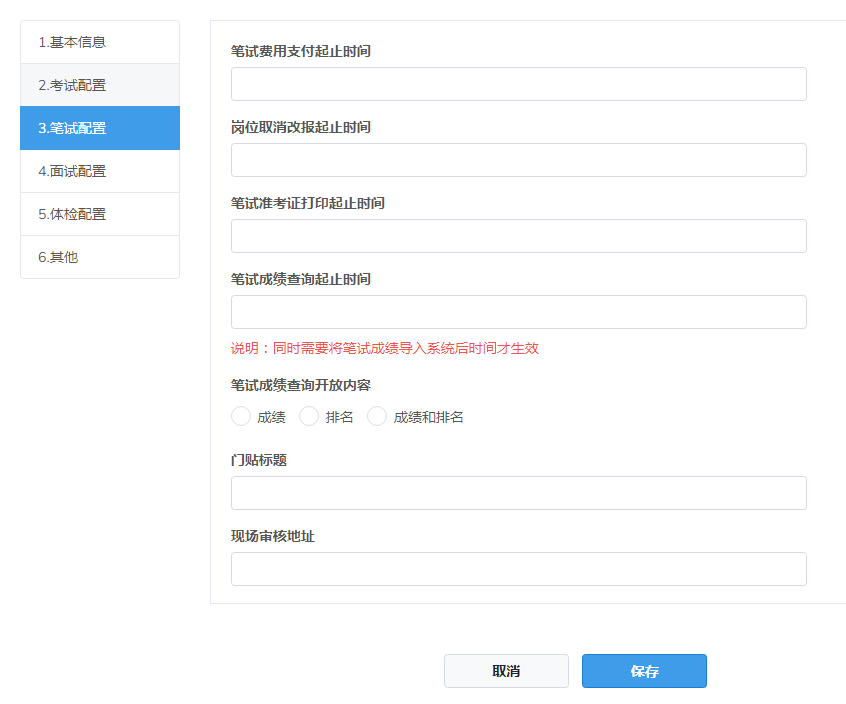 1.基本信息
2.考试配置
3.笔试配置
4.面试配置
5.体检配置
6.其他
笔试费用支付起止时间
岗位取消改报起止时间
笔试准考证打印起止时间
笔试成绩查询起止时间
说明：同时需要将笔试成绩导入系统后时间才生效
笔试成绩查询开放内容
成绩 排名 成绩和排名
门贴标题
现场审核地址
取消 保存